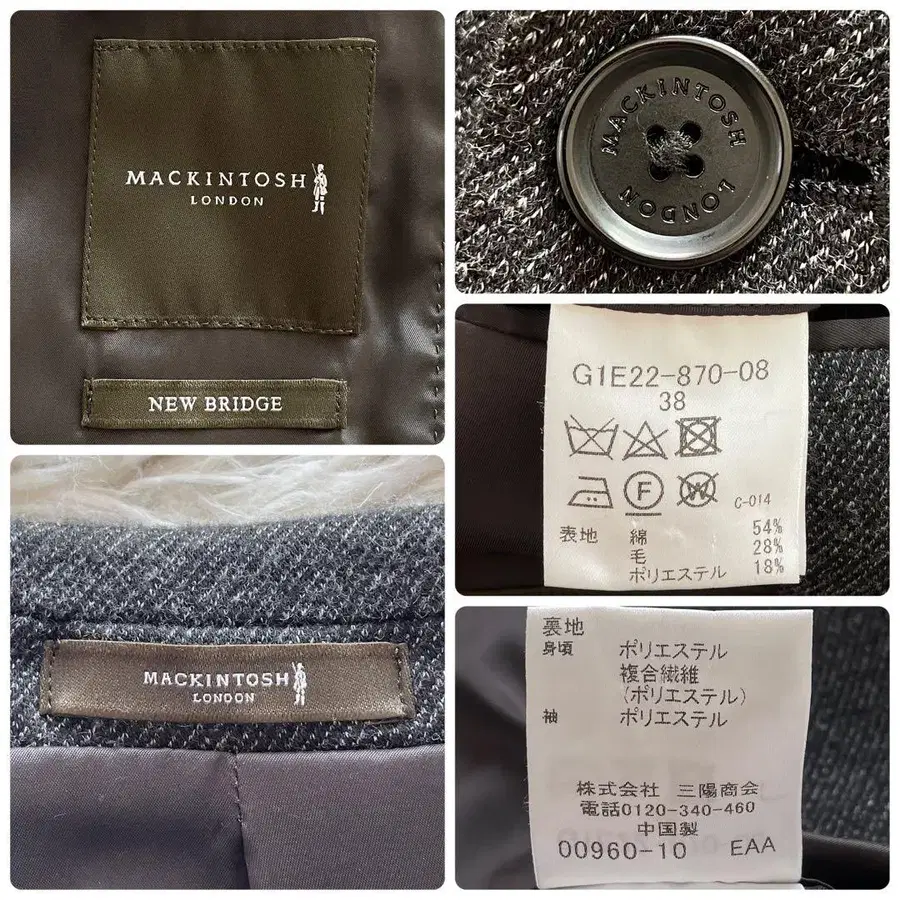 MACKINTOSH
LONDON
NEW BRIDGE
MACKINTOSH
LONDON
G1E22-870-08
38
F
W
C-014
表地 綿 54%
毛 28%
ポリエステル 18%
MACKINTOSH
LONDON
裏地
身頃 ポリエステル
複合繊維
(ポリエステル)
袖 ポリエステル
株式会社 三陽商会
電話0120-340-460
中国製
00960-10 EAA